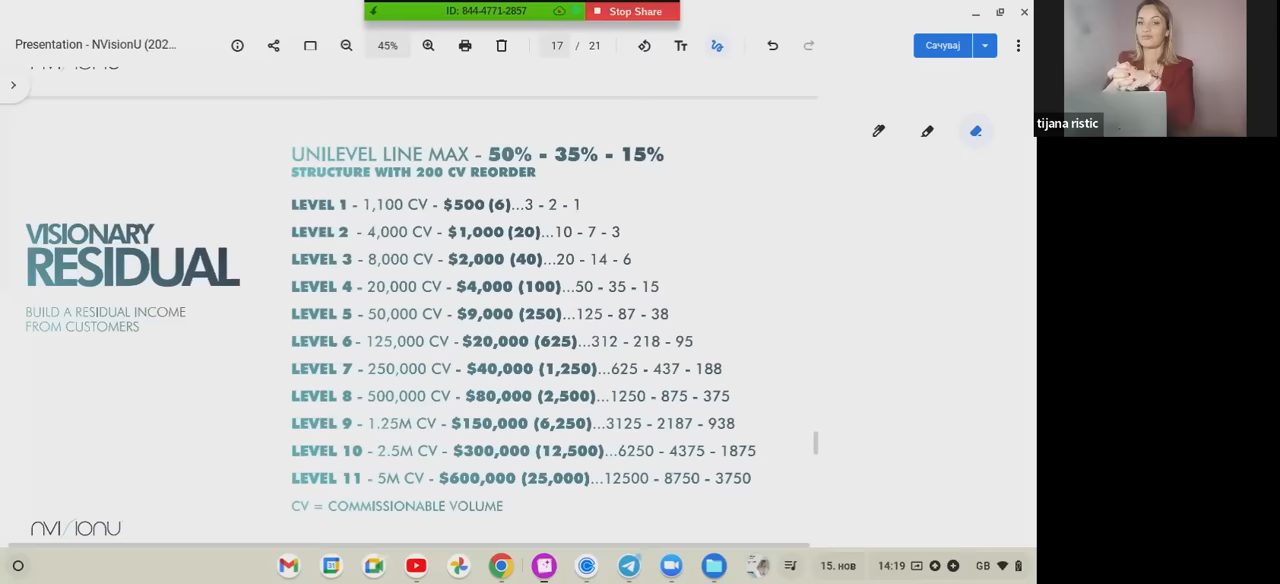 ID: 844-4771-2857
Stop Share
Presentation - NVisionU (202...
45%
17 / 21
Tт
Сачувај
tijana ristic
UNILEVEL LINE MAX - 50% - 35% - 15%
STRUCTURE WITH 200 CV REORDER
LEVEL 1 - 1,100 CV - $500 (6)...3 - 2 - 1
LEVEL 2 - 4,000 CV - $1,000 (20)...10 - 7 - 3
LEVEL 3 - 8,000 CV - $2,000 (40)...20 - 14 - 6
LEVEL 4 - 20,000 CV - $4,000 (100)...50 - 35 - 15
LEVEL 5 - 50,000 CV - $9,000 (250)...125 - 87 - 38
LEVEL 6 - 125,000 CV - $20,000 (625)...312 - 218 - 95
LEVEL 7 - 250,000 CV - $40,000 (1,250)...625 - 437 - 188
LEVEL 8 - 500,000 CV - $80,000 (2,500)...1250 - 875 - 375
LEVEL 9 - 1.25M CV - $150,000 (6,250)...3125 - 2187 - 938
LEVEL 10 - 2.5M CV - $300,000 (12,500)...6250 - 4375 - 1875
LEVEL 11 - 5M CV - $600,000 (25,000)...12500 - 8750 - 3750
CV = COMMISSIONABLE VOLUME
VISIONARY
RESIDUAL
BUILD A RESIDUAL INCOME
FROM CUSTOMERS
nvisionu
15. нов
14:19
GB